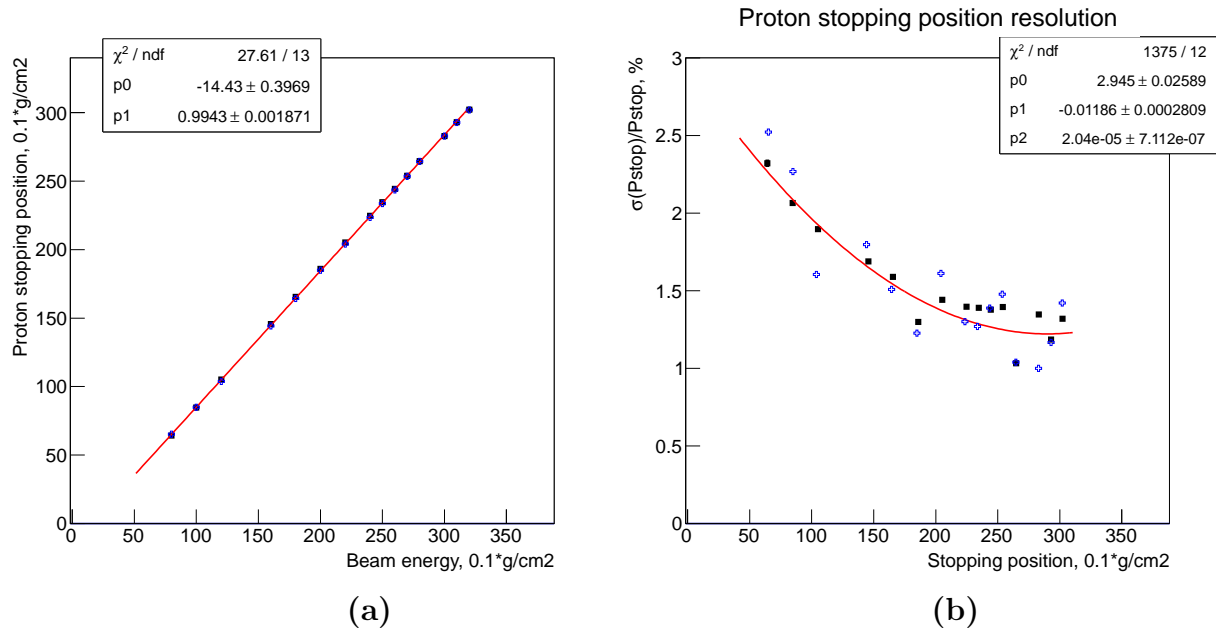 χ² / ndf 27.61 / 13
p0 -14.43 ± 0.3969
p1 0.9943 ± 0.001871
Proton stopping position, 0.1*g/cm2
300
250
200
150
100
50
0
0 50 100 150 200 250 300 350
Beam energy, 0.1*g/cm2
(a)
Proton stopping position resolution
χ² / ndf 1375 / 12
p0 2.945 ± 0.02589
p1 -0.01186 ± 0.0002809
p2 2.04e-05 ± 7.112e-07
σ(Pstop)/Pstop, %
3
2.5
2
1.5
1
0.5
0
0 50 100 150 200 250 300 350
Stopping position, 0.1*g/cm2
(b)